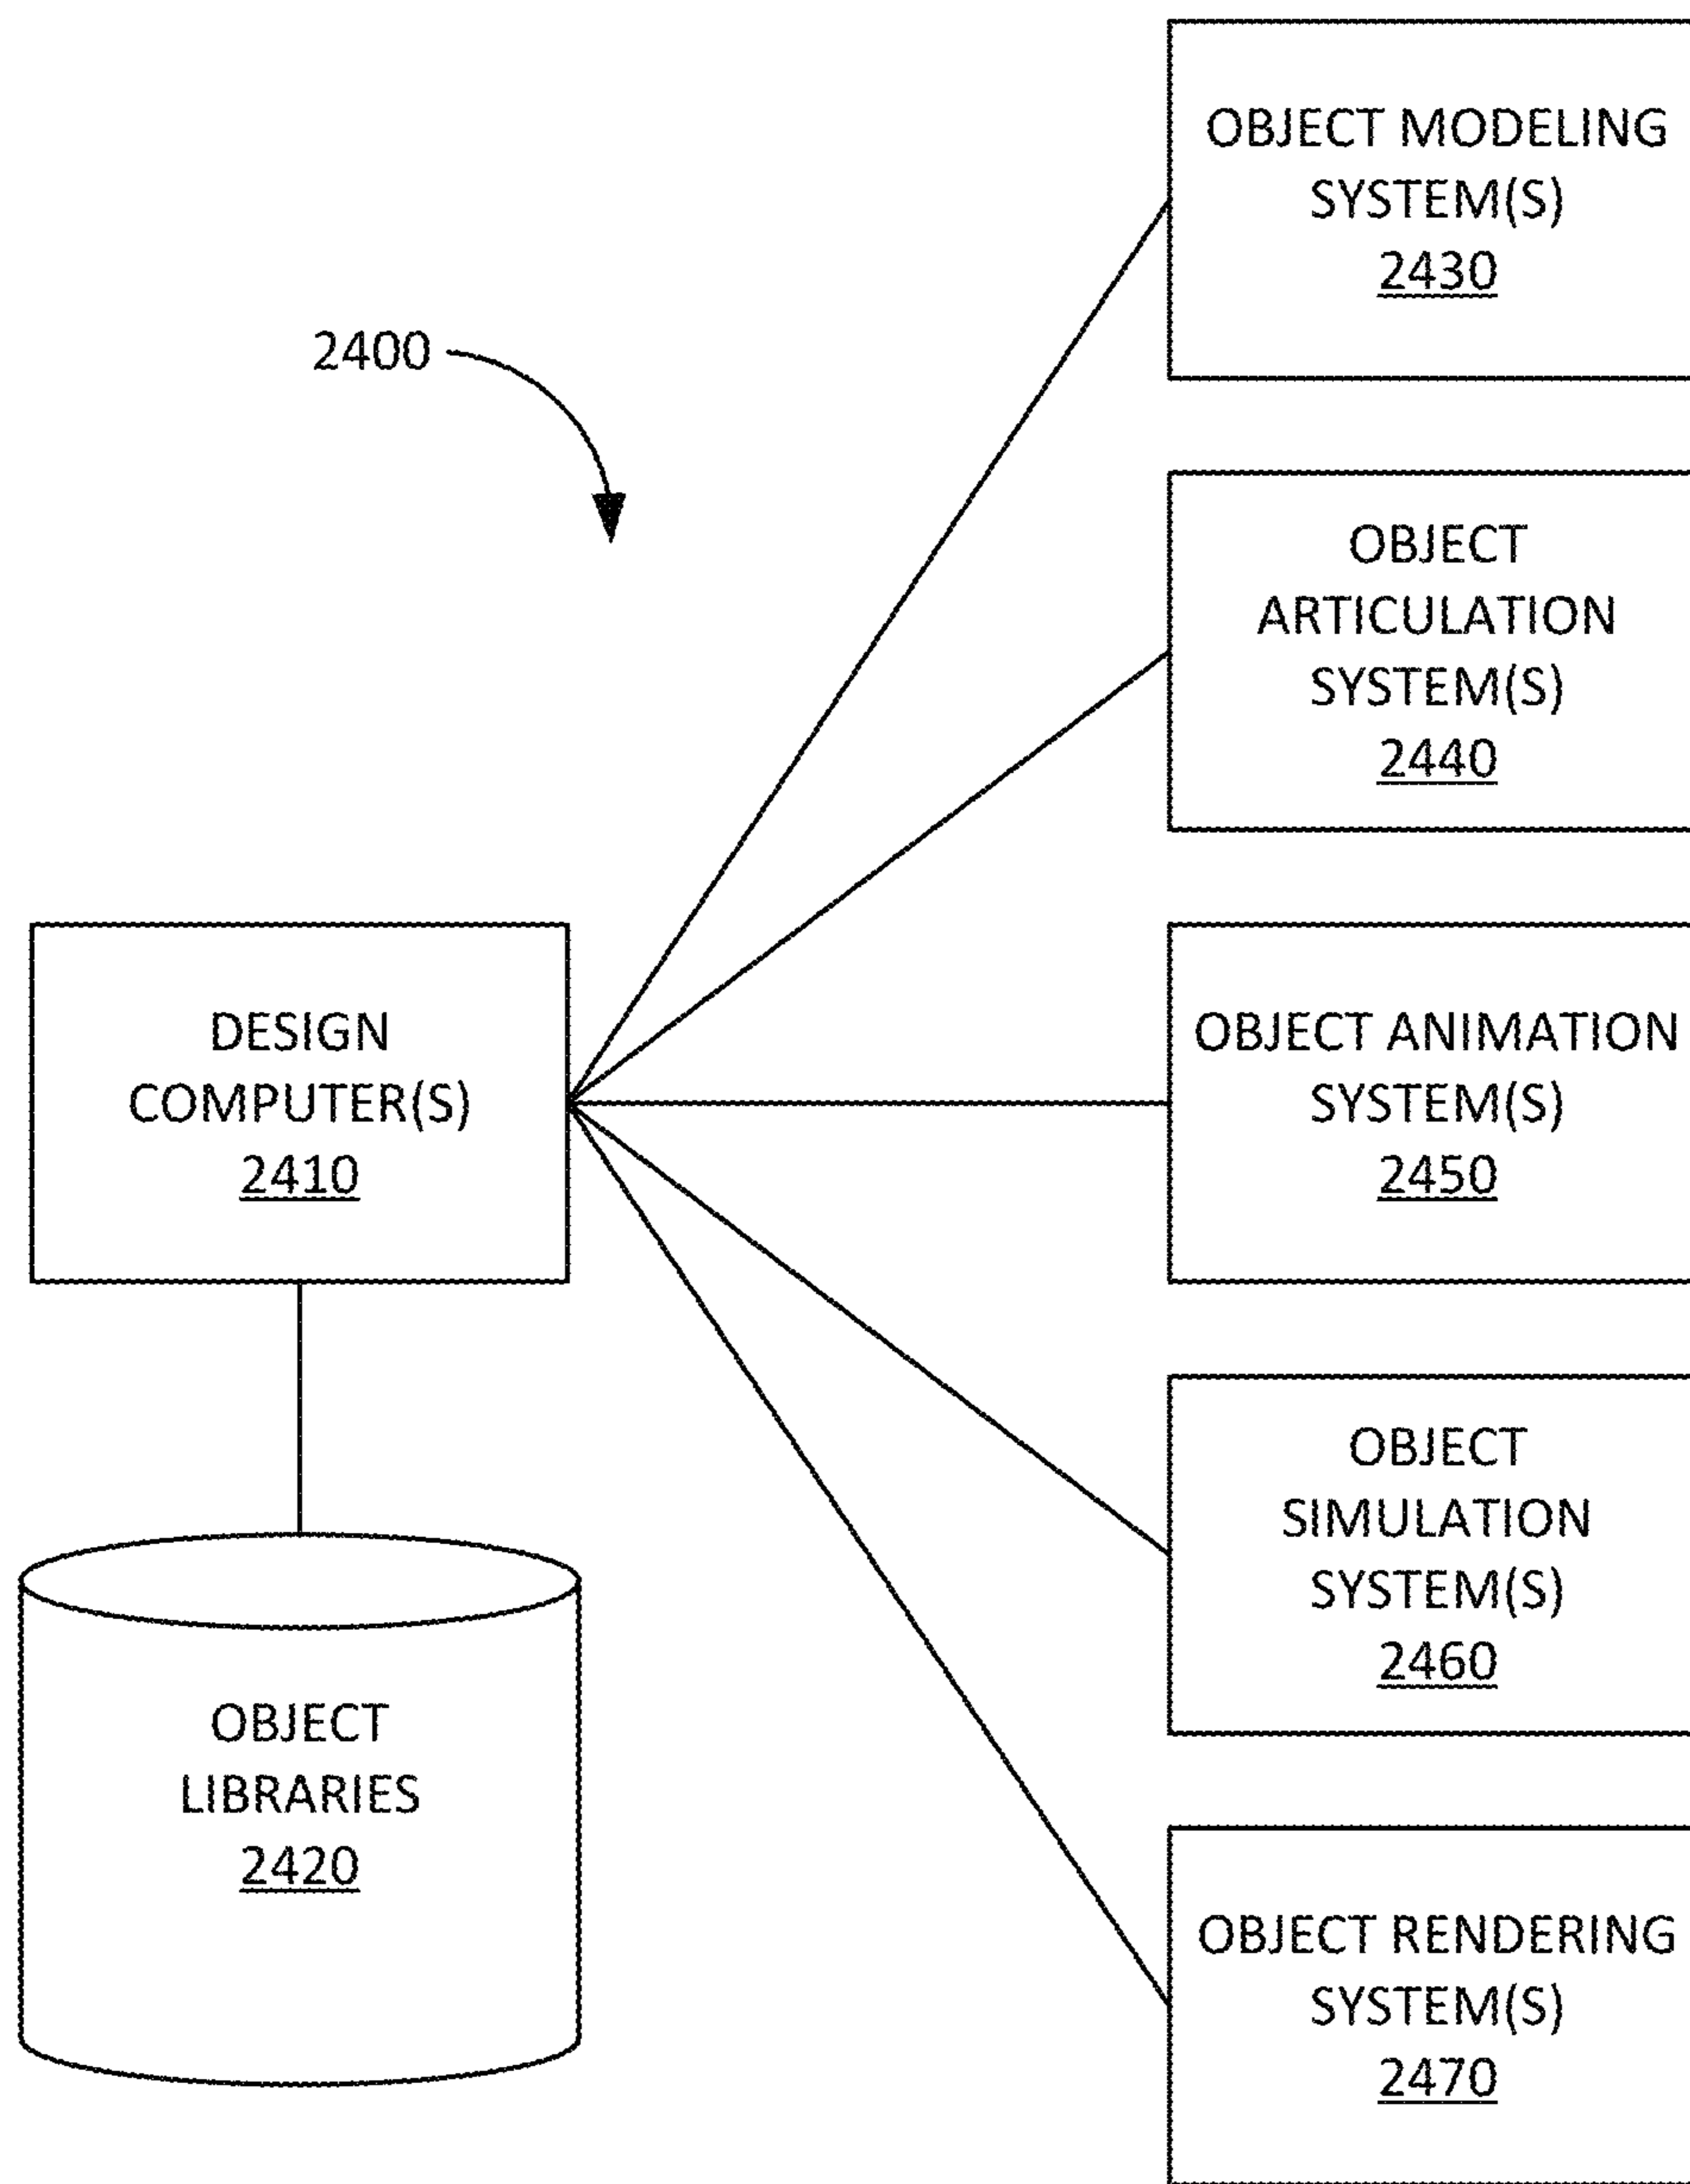 OBJECT MODELING
SYSTEM(S)
2430
2400
OBJECT
ARTICULATION
SYSTEM(S)
2440
DESIGN
COMPUTER(S)
2410
OBJECT ANIMATION
SYSTEM(S)
2450
OBJECT
SIMULATION
SYSTEM(S)
2460
OBJECT
LIBRARIES
2420
OBJECT RENDERING
SYSTEM(S)
2470